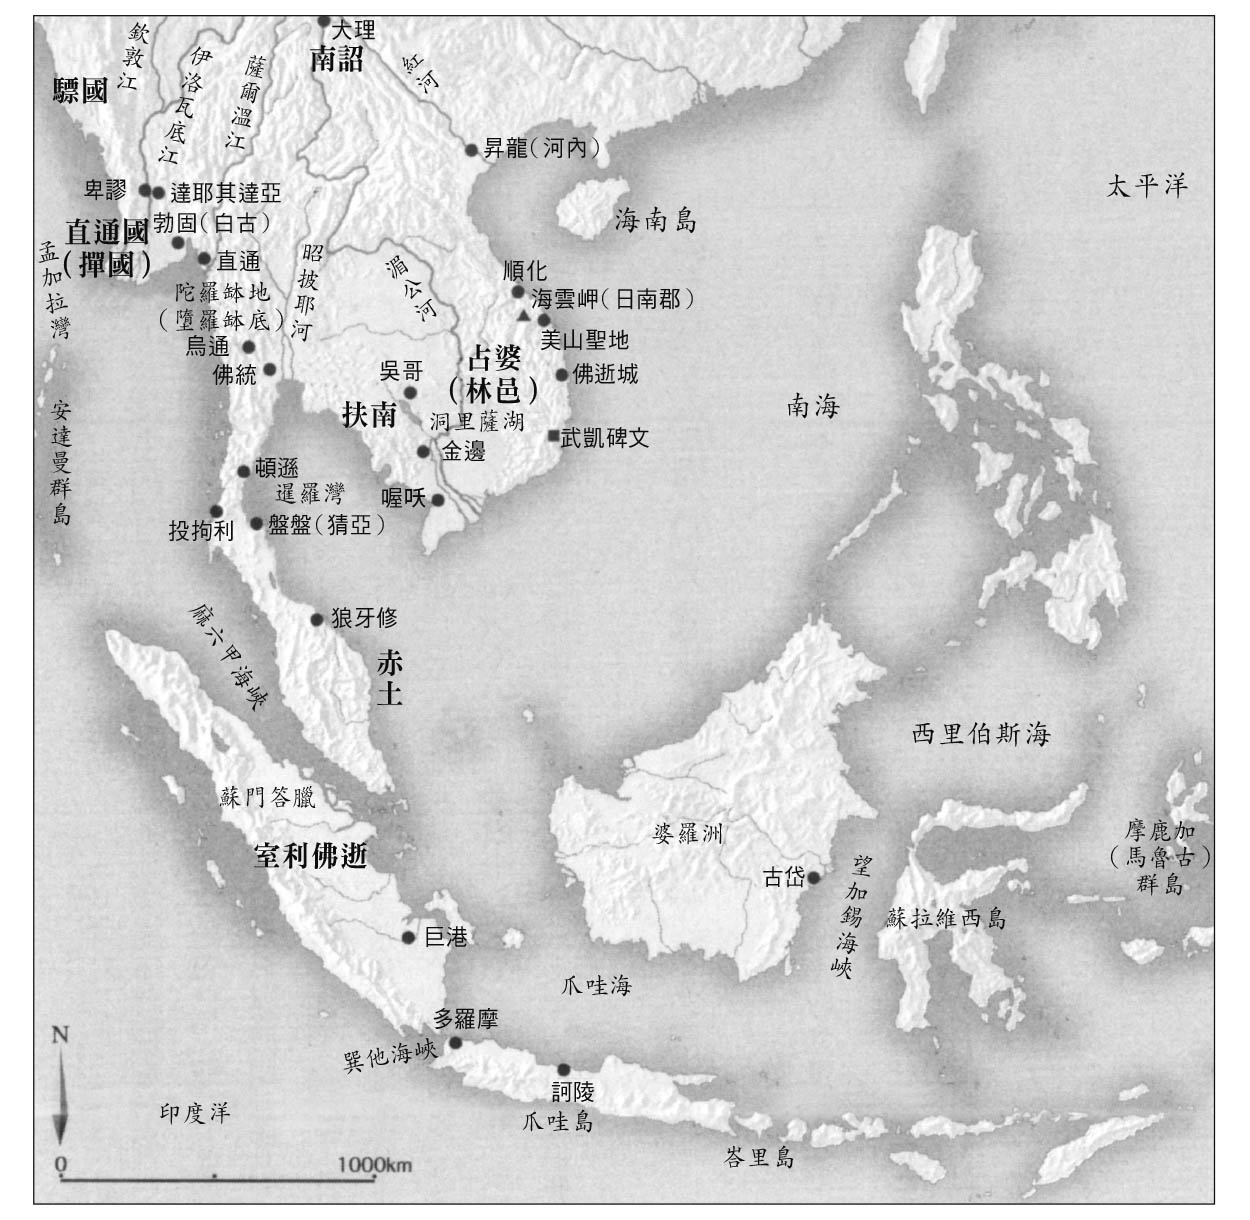 大理
南詔
欽敦江
伊洛瓦底江
薩爾溫江
紅河
驃國
昇龍（河內）
太平洋
卑謬
達耶其達亞
海南島
直通國
（撣國）
勃固（白古）
直通
孟加拉灣
昭披耶河
湄公河
順化
陀羅缽地
（墮羅缽底）
海雲岬（日南郡）
美山聖地
烏通
佛統
占婆
（林邑）
吳哥
佛逝城
扶南
洞里薩湖
南海
安達曼群島
金邊
武凱碑文
頓遜
暹羅灣
喔吙
投拘利
盤盤（猜亞）
狼牙修
麻六甲海峽
赤土
西里伯斯海
蘇門答臘
婆羅洲
摩鹿加
（馬魯古）
群島
室利佛逝
古岱
望加錫海峽
蘇拉維西島
巨港
爪哇海
多羅摩
巽他海峽
訶陵
爪哇島
印度洋
峇里島
N
0
1000km